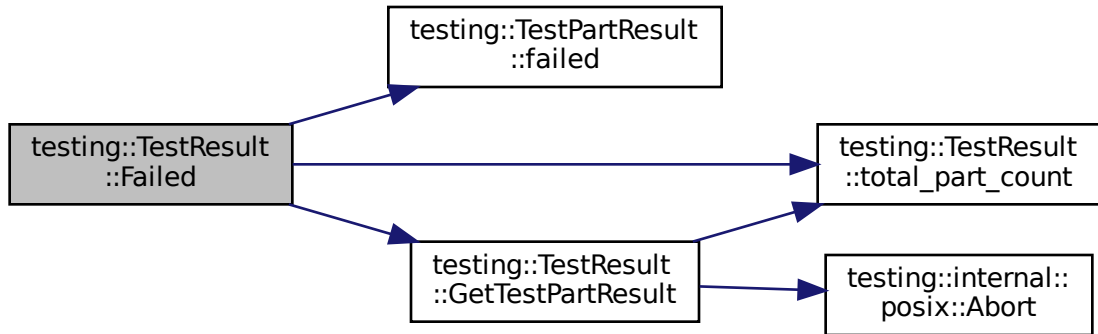 testing::TestPartResult
::failed
testing::TestResult
::Failed
testing::TestResult
::total_part_count
testing::TestResult
::GetTestPartResult
testing::internal::
posix::Abort